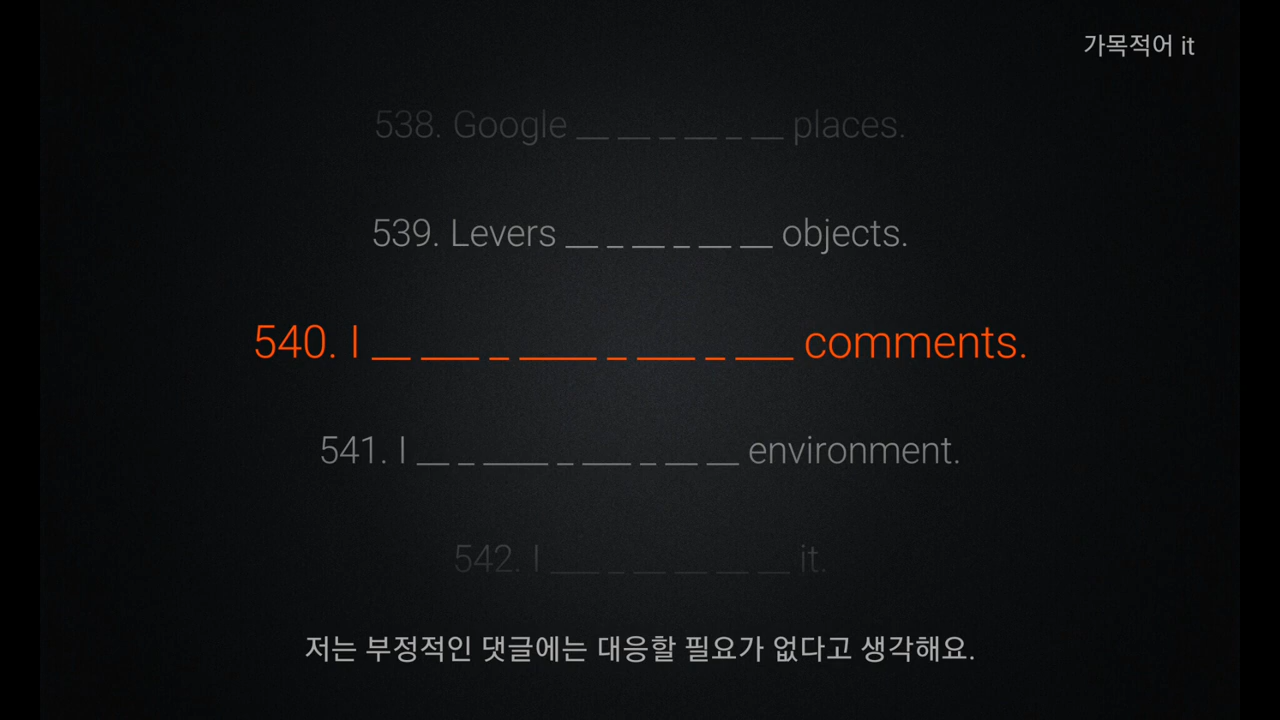 가목적어 it
538. Google __ __ _ __ _ __ places.
539. Levers __ _ __ _ __ __ objects.
540. I __ ___ _ ____ _ ___ _ ___ comments.
541. I __ _ ____ _ ___ _ __ __ environment.
542. I ___ _ __ __ __ __ it.
저는 부정적인 댓글에는 대응할 필요가 없다고 생각해요.